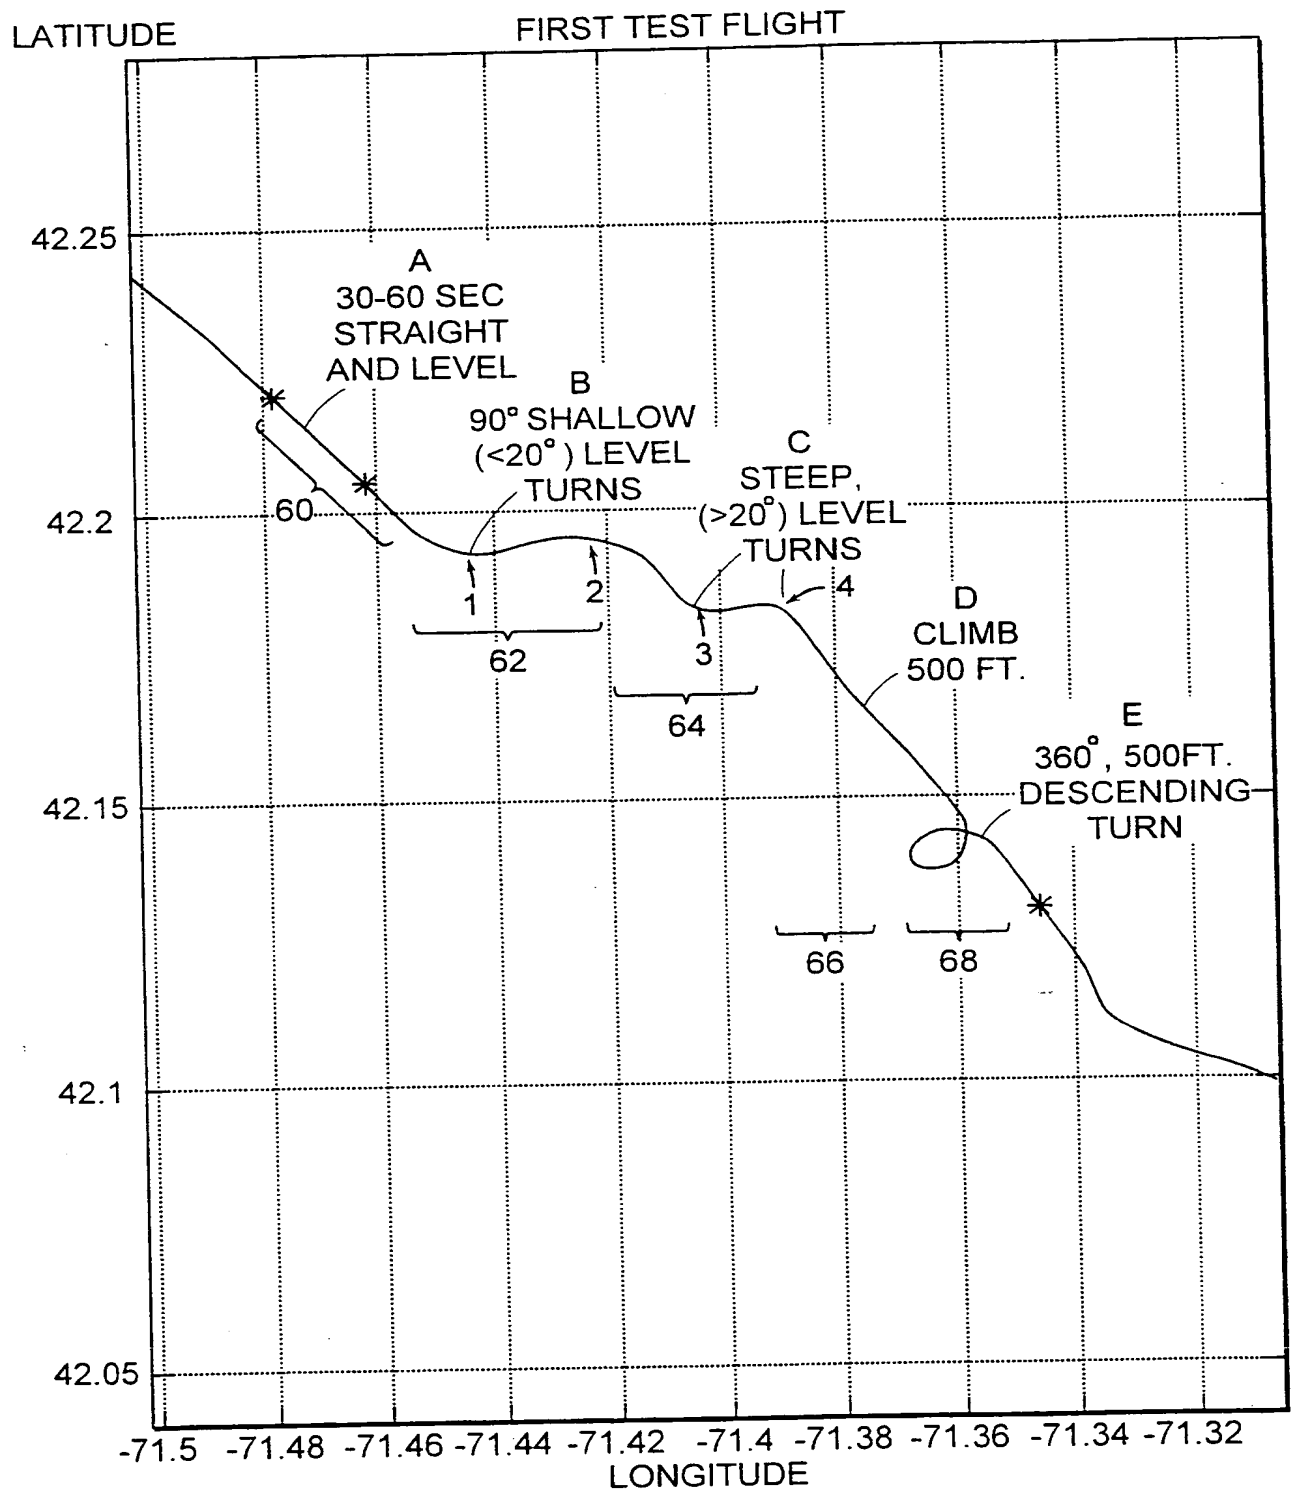 FIRST TEST FLIGHT
LATITUDE
42.25
42.2
42.15
42.1
42.05
A
30-60 SEC
STRAIGHT
AND LEVEL
60
B
90° SHALLOW
(<20°) LEVEL
TURNS
1
2
62
C
STEEP,
(>20°) LEVEL
TURNS
3
4
64
D
CLIMB
500 FT.
66
E
360°, 500FT.
DESCENDING
TURN
68
-71.5 -71.48 -71.46 -71.44 -71.42 -71.4 -71.38 -71.36 -71.34 -71.32
LONGITUDE